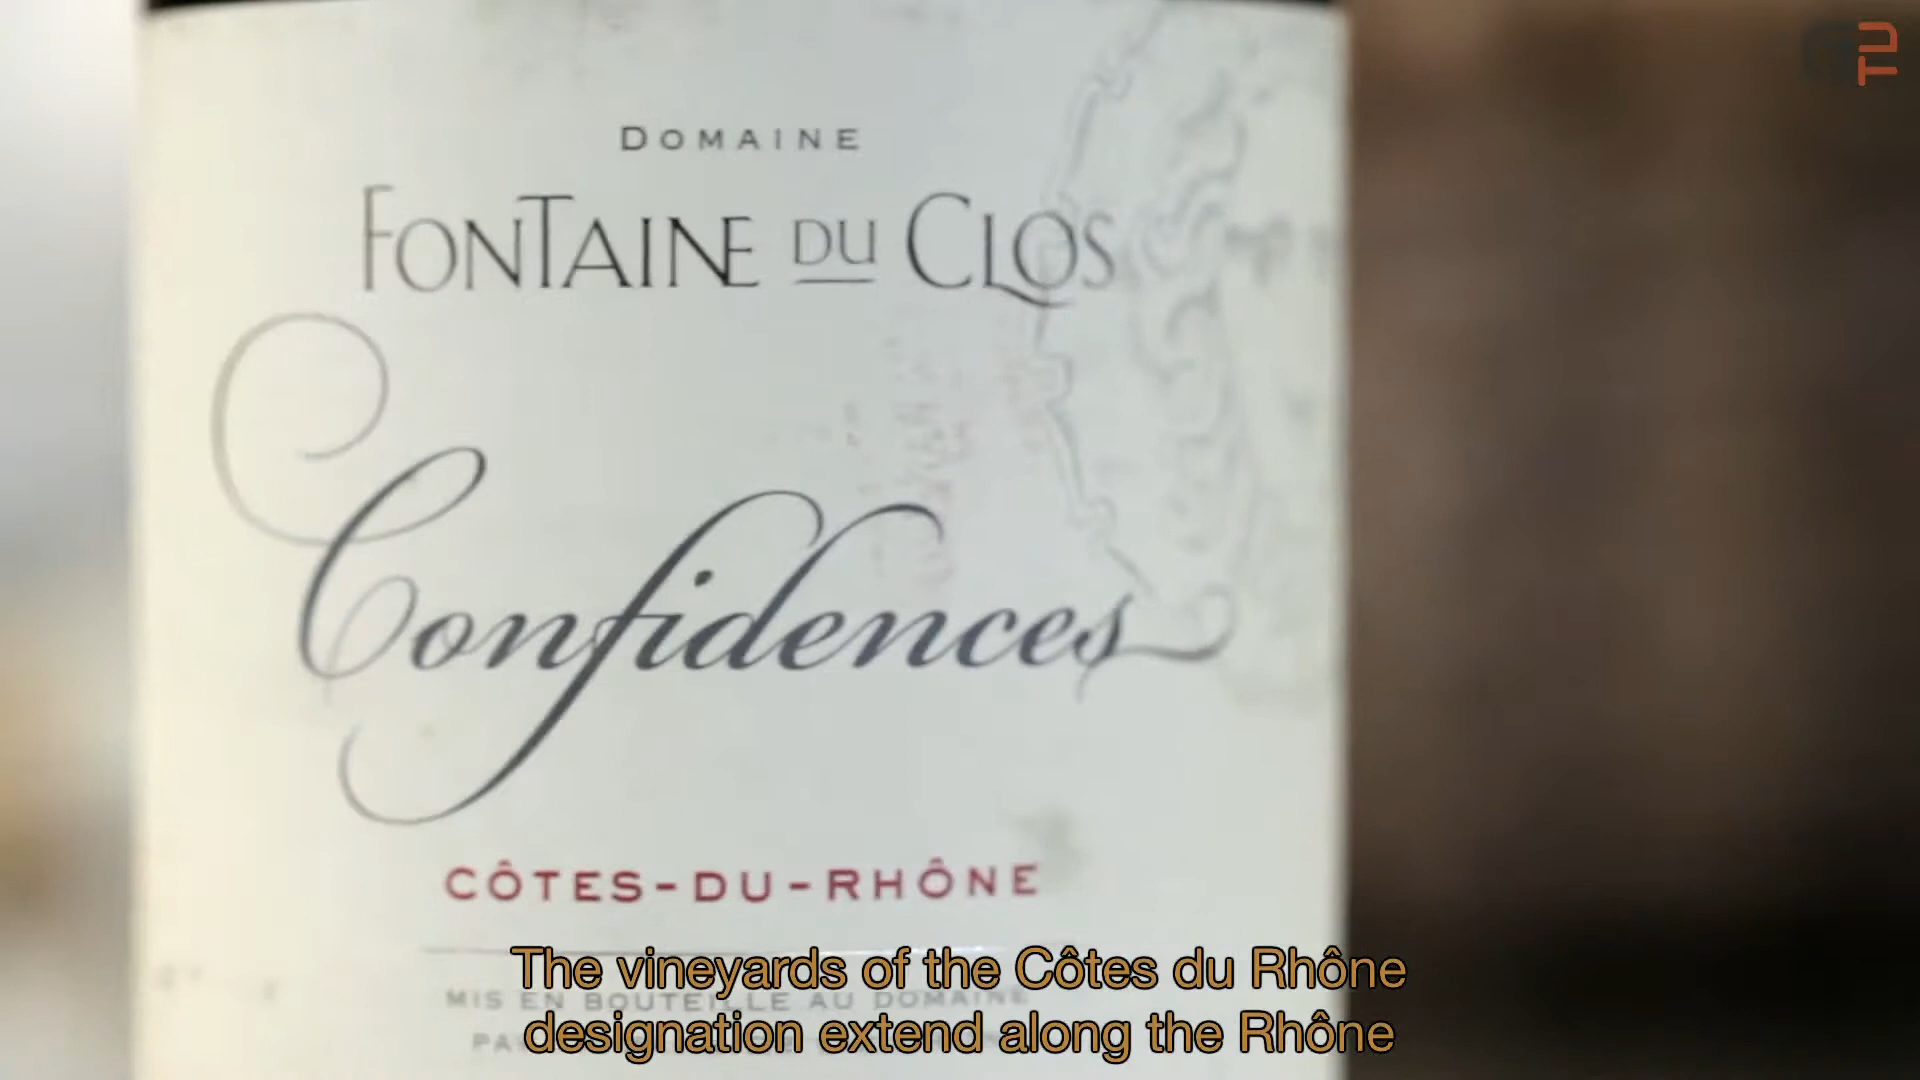 TU
DOMAINE
FONTAINE DU CLOS
Confidences
CÔTES-DU-RHÔNE
MIS EN BOUTEILLE AU DOMAINE
The vineyards of the Côtes du Rhône
designation extend along the Rhône